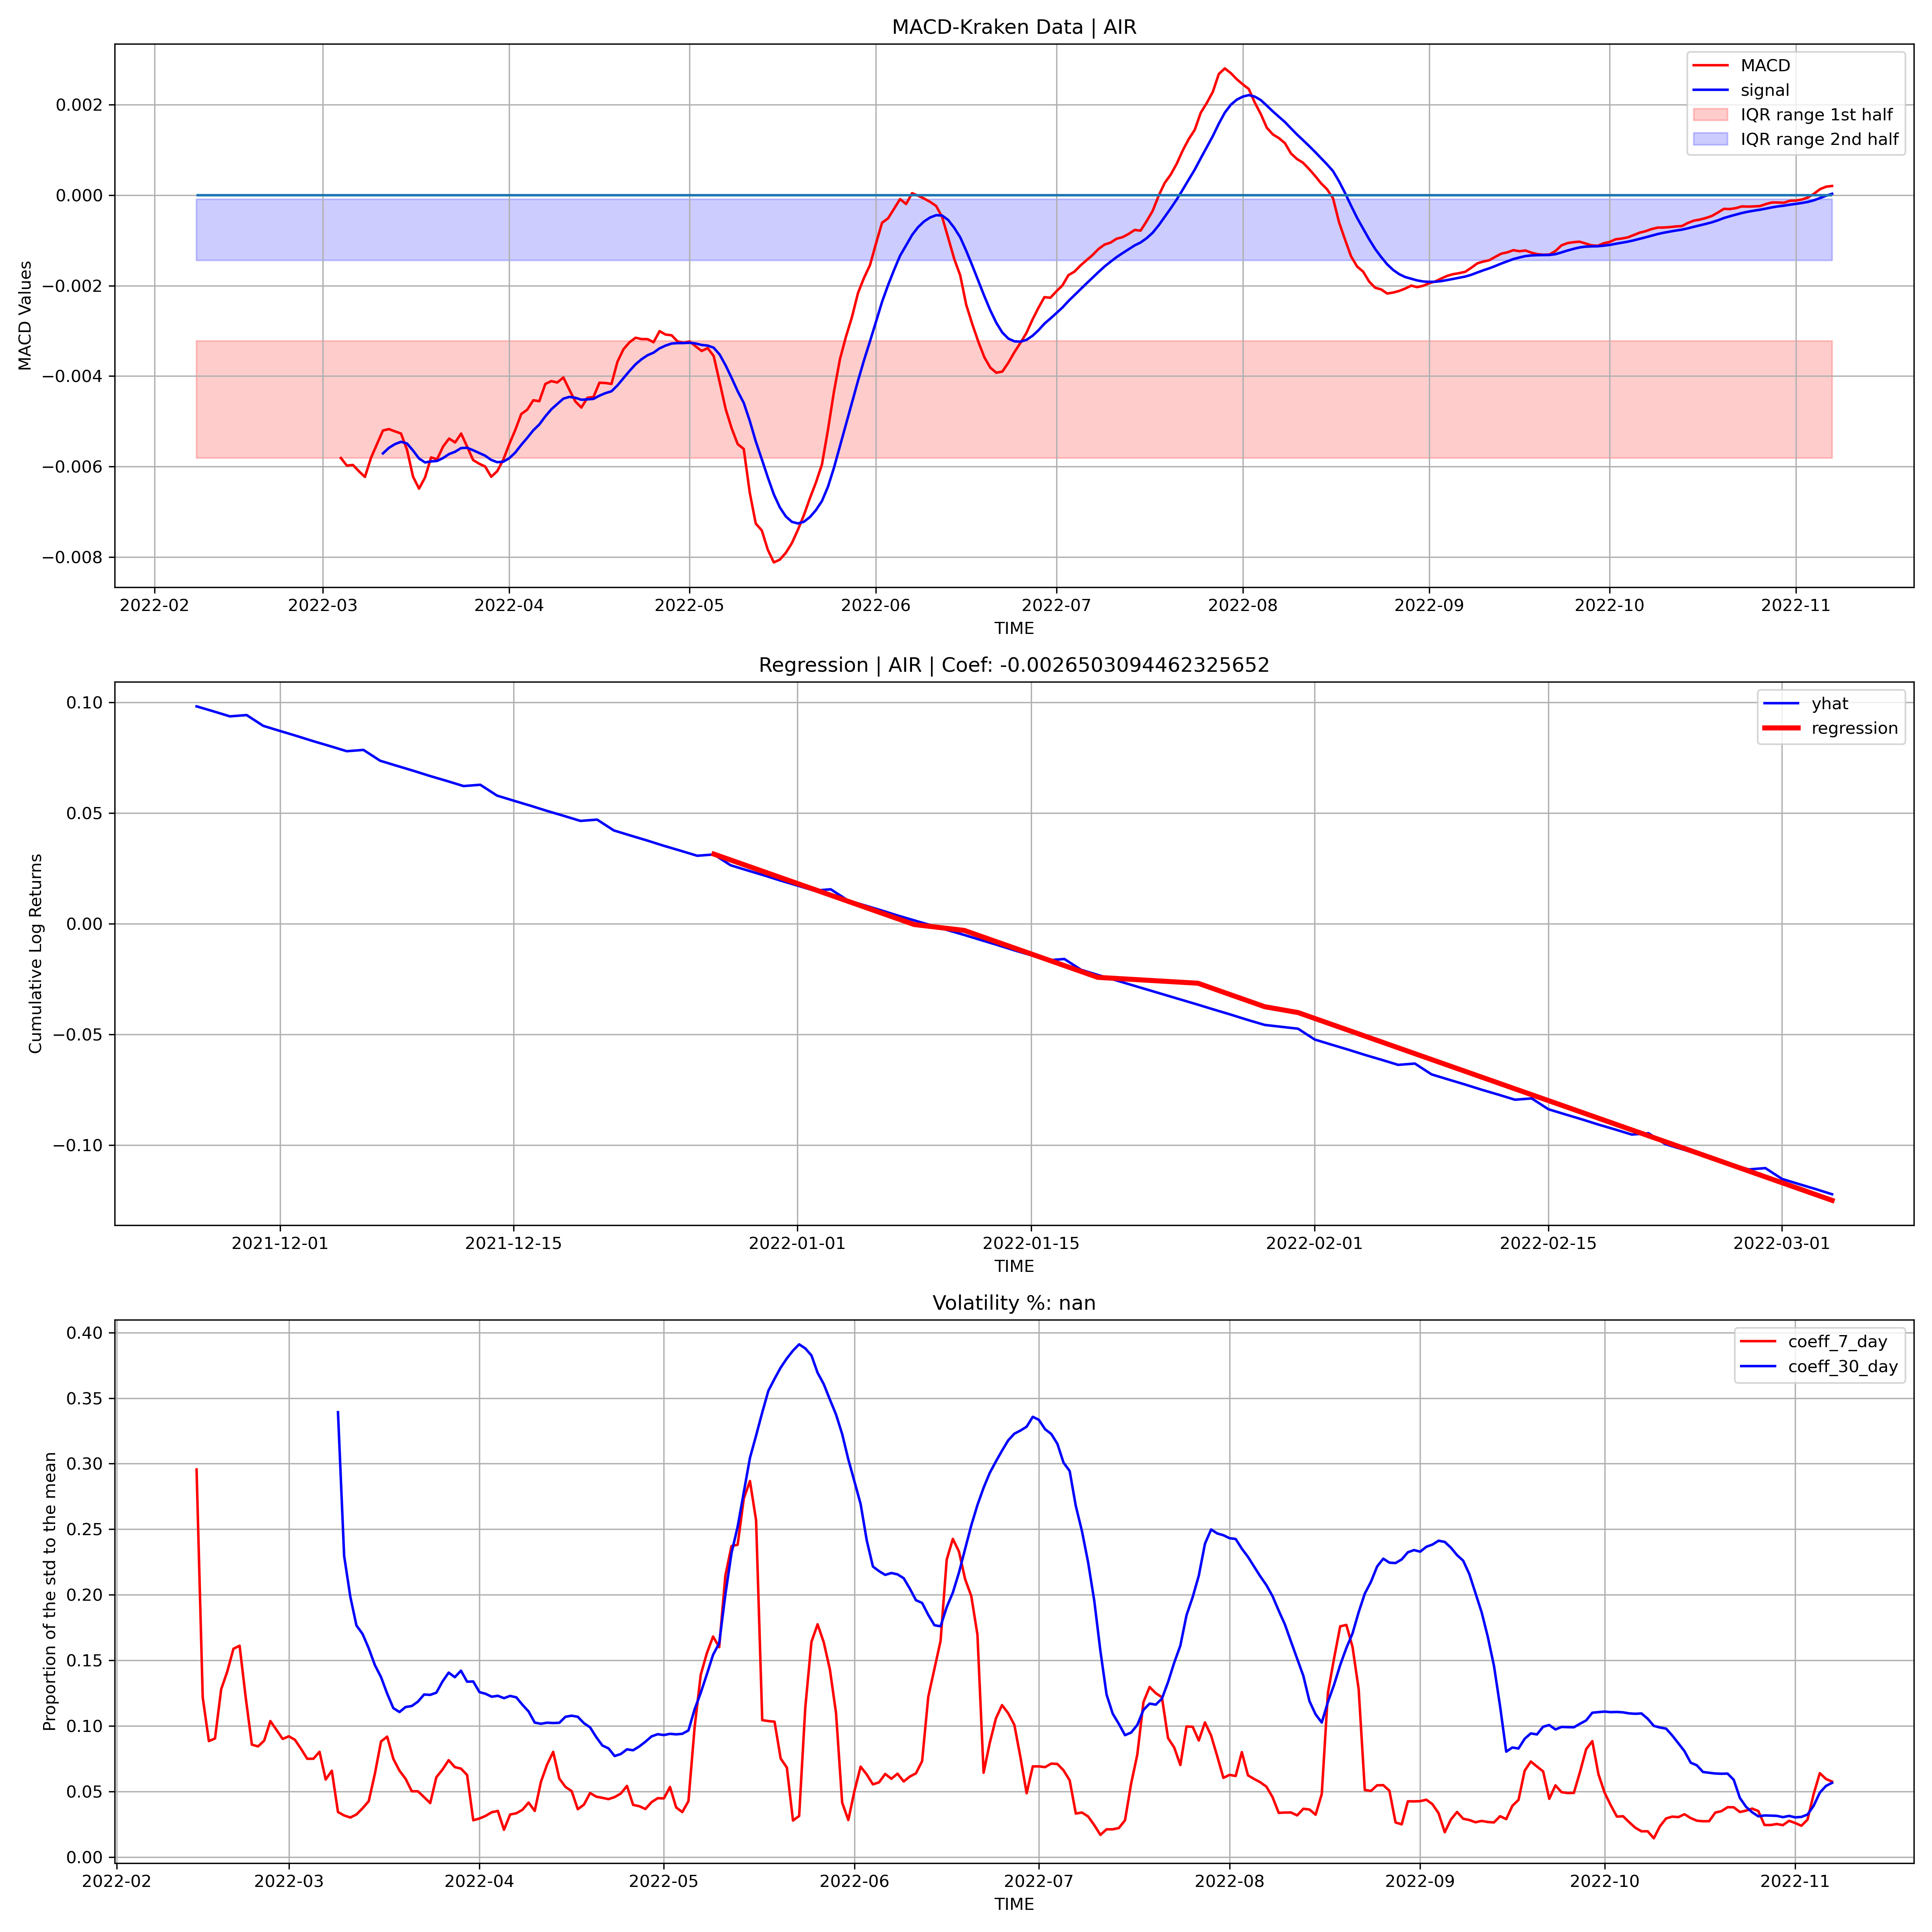 MACD-Kraken Data | AIR
MACD Values
0.002
0.000
−0.002
−0.004
−0.006
−0.008
MACD
signal
IQR range 1st half
IQR range 2nd half
2022-02 2022-03 2022-04 2022-05 2022-06 2022-07 2022-08 2022-09 2022-10 2022-11
TIME
Regression | AIR | Coef: -0.0026503094462325652
Cumulative Log Returns
0.10
0.05
0.00
−0.05
−0.10
yhat
regression
2021-12-01 2021-12-15 2022-01-01 2022-01-15 2022-02-01 2022-02-15 2022-03-01
TIME
Volatility %: nan
Proportion of the std to the mean
0.40
0.35
0.30
0.25
0.20
0.15
0.10
0.05
0.00
coeff_7_day
coeff_30_day
2022-02 2022-03 2022-04 2022-05 2022-06 2022-07 2022-08 2022-09 2022-10 2022-11
TIME